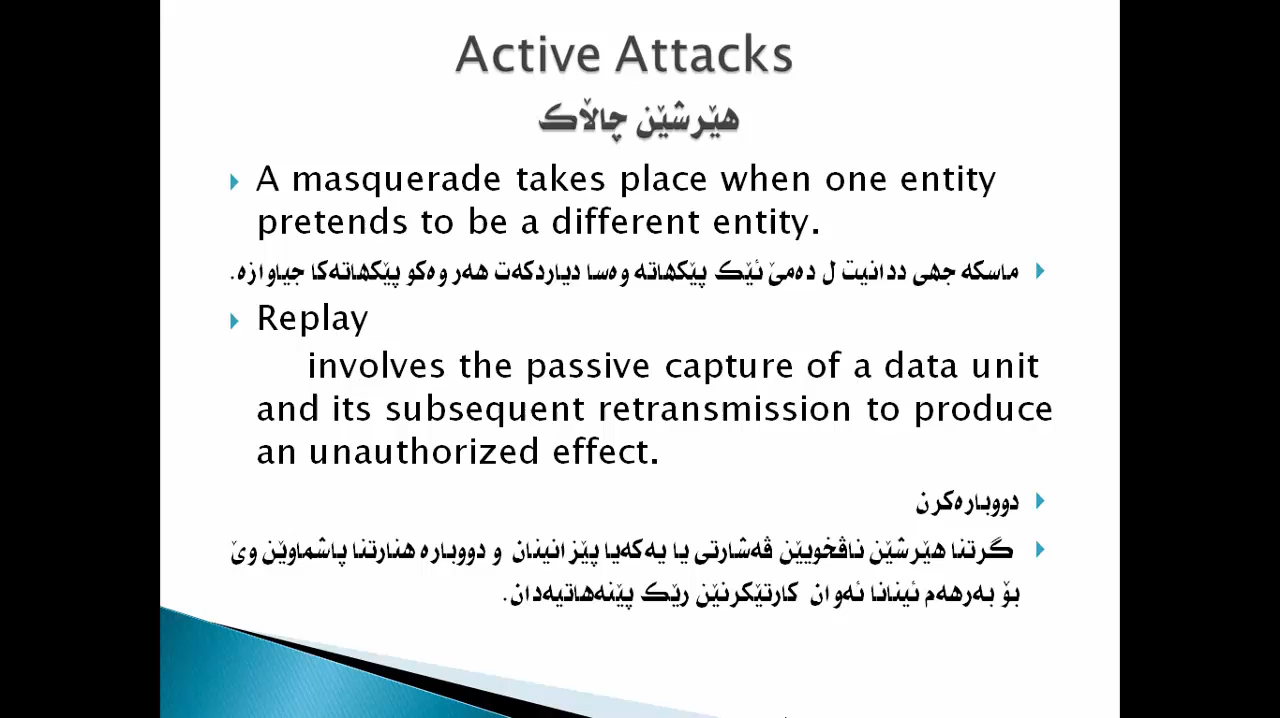 Active Attacks
هێرشێن چاڵاک
A masquerade takes place when one entity
pretends to be a different entity.
ماسکە جهی ددانیت ل دەمێ ئێک پێکهاتە وەسا دیاردکەت هەر وەکو پێکهاتەکا جیاوازە.
Replay
involves the passive capture of a data unit
and its subsequent retransmission to produce
an unauthorized effect.
دووبارەکرن
گرتنا هێرشێن ناڤخویێن ڤەشارتی یا یەکەیا پێزانینان و دووبارە هنارتنا پاشماوێن وێ
بۆ بەرهەم ئینانا ئەوان کارتێکرنێن رێک پێنەهاتیەدان.